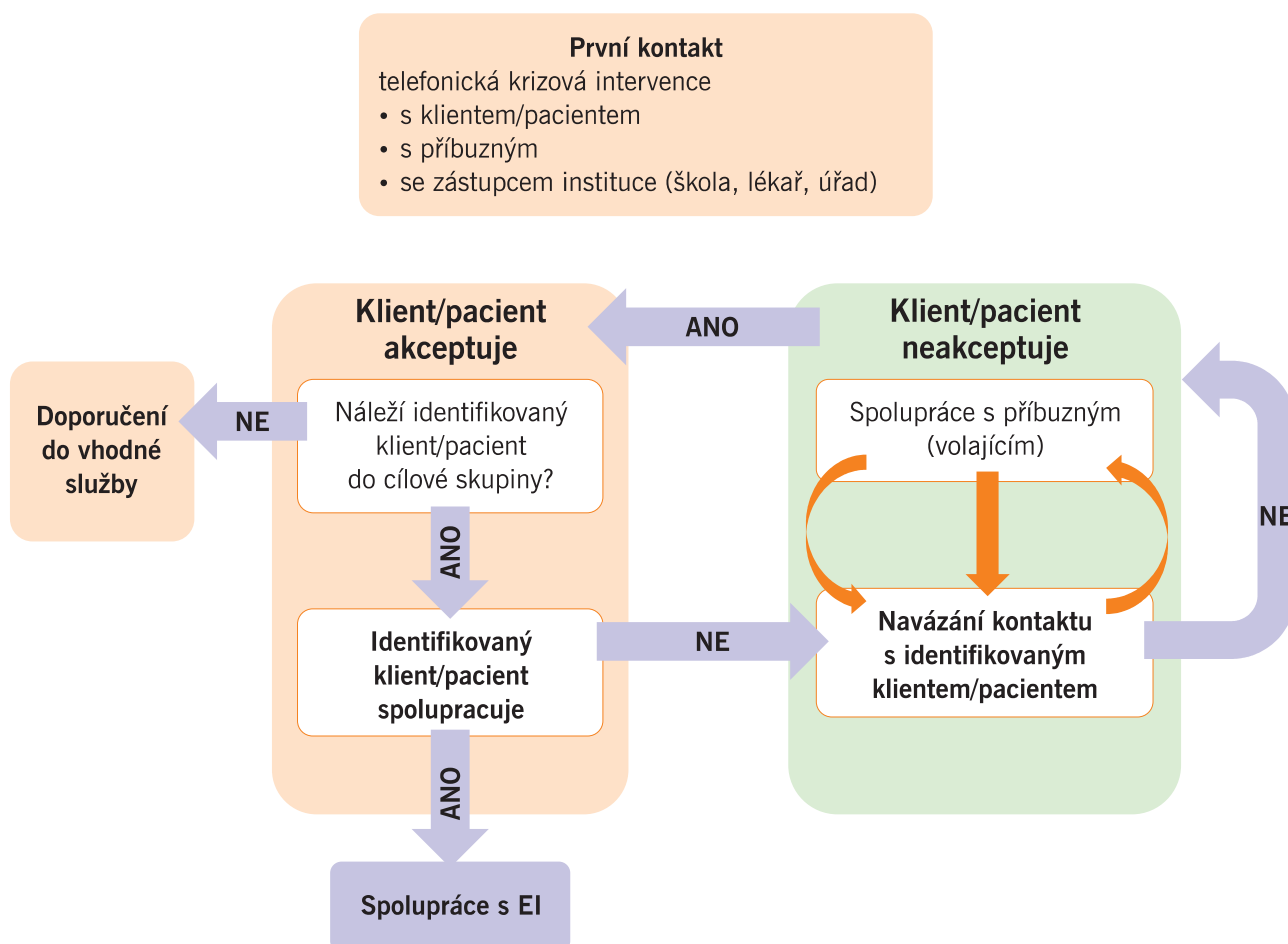 První kontakt
telefonická krizová intervence
• s klientem/pacientem
• s příbuzným
• se zástupcem instituce (škola, lékař, úřad)
Klient/pacient
akceptuje
ANO
Klient/pacient
neakceptuje
Doporučení
do vhodné
služby
NE
Náleží identifikovaný
klient/pacient
do cílové skupiny?
Spolupráce s příbuzným
(volajícím)
NE
ANO
Identifikovaný
klient/pacient
spolupracuje
NE
Navázání kontaktu
s identifikovaným
klientem/pacientem
ANO
Spolupráce s EI